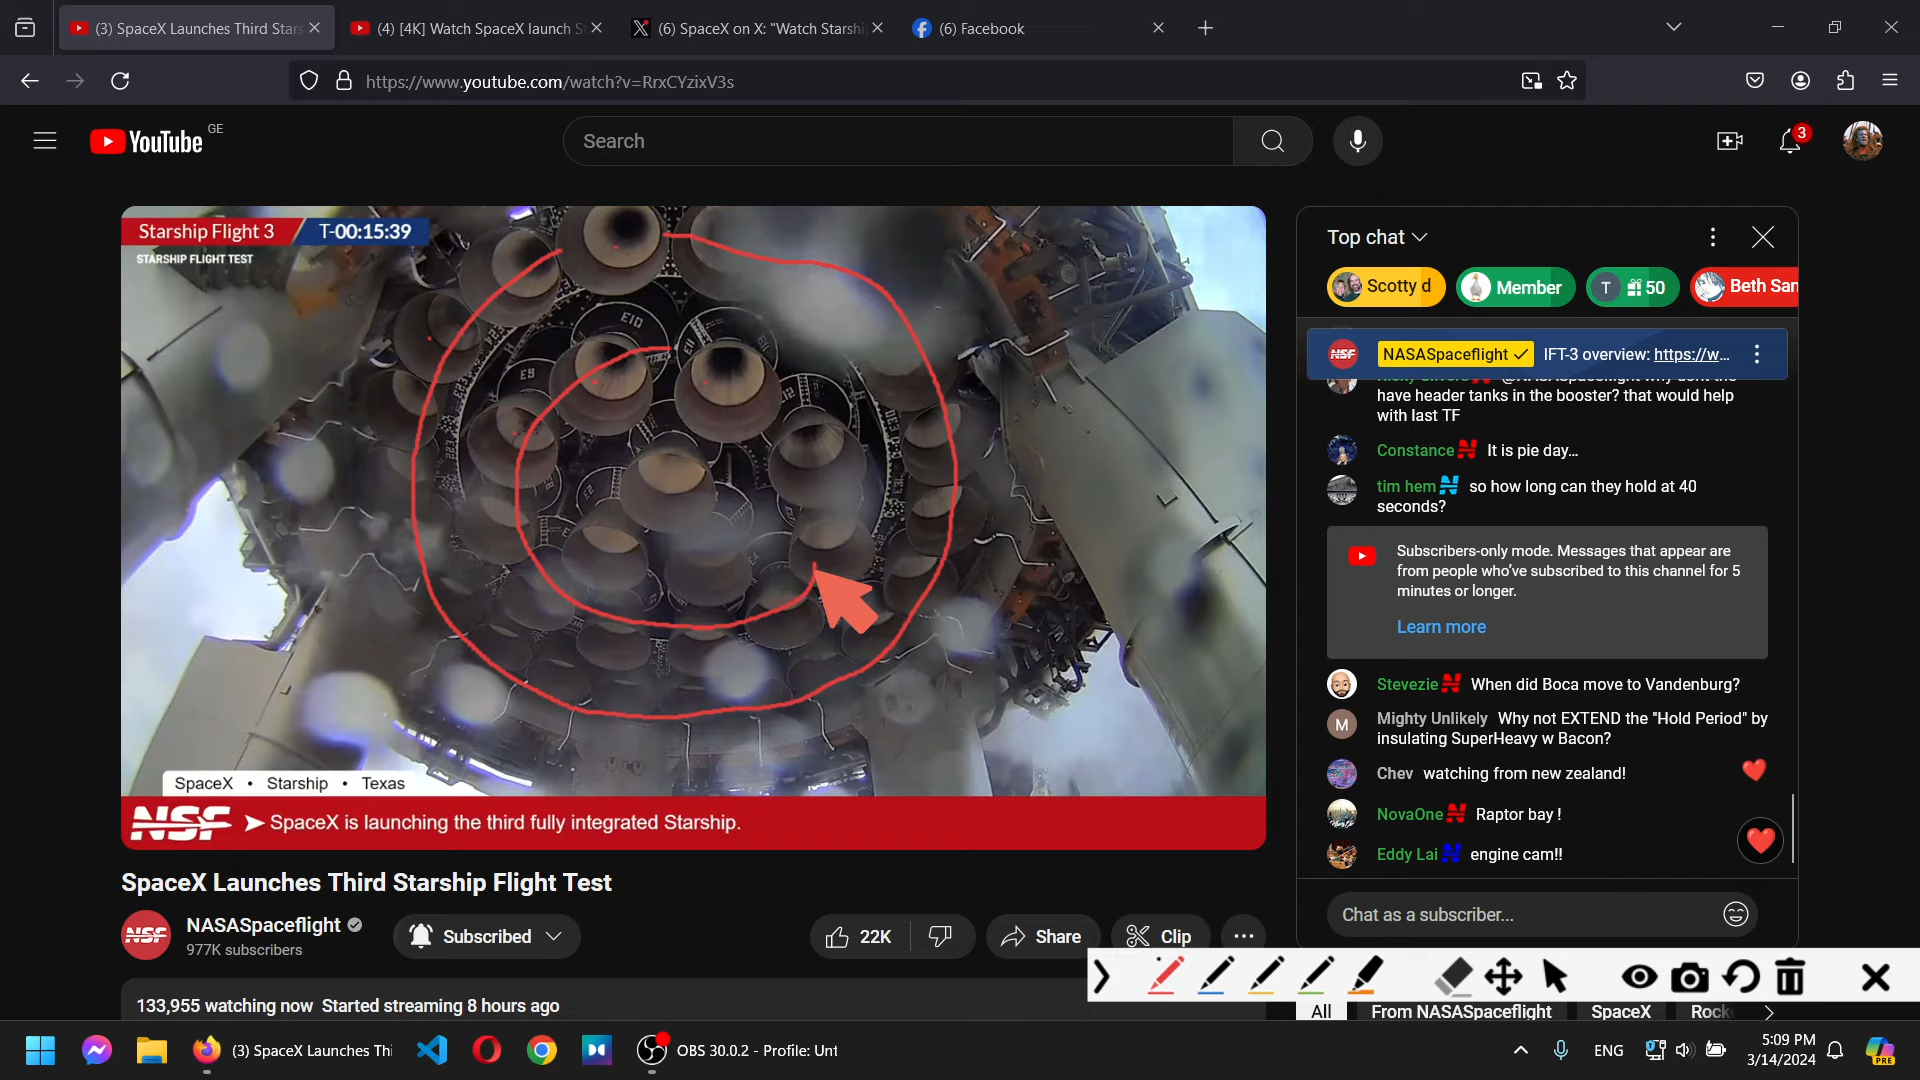 (3) SpaceX Launches Third Stars
(4) [4K] Watch SpaceX launch S
(6) SpaceX on X: "Watch Starshi
(6) Facebook
https://www.youtube.com/watch?v=RrxCYzixV3s
YouTube GE
Search
3
Starship Flight 3 T-00:15:39
STARSHIP FLIGHT TEST
E10
E11
E9
E2
SpaceX • Starship • Texas
NSF SpaceX is launching the third fully integrated Starship.
SpaceX Launches Third Starship Flight Test
NSF
NASASpaceflight
977K subscribers
Subscribed
22K
Share
Clip
133,955 watching now Started streaming 8 hours ago
Top chat
Scotty d
Member
T 50
Beth San
NSF NASASpaceflight IFT-3 overview: https://w...
have header tanks in the booster? that would help
with last TF
Constance It is pie day...
tim hem so how long can they hold at 40
seconds?
Subscribers-only mode. Messages that appear are
from people who've subscribed to this channel for 5
minutes or longer.
Learn more
Stevezie When did Boca move to Vandenburg?
M Mighty Unlikely Why not EXTEND the "Hold Period" by
insulating SuperHeavy w Bacon?
Chev watching from new zealand!
NovaOne Raptor bay !
Eddy Lai engine cam!!
Chat as a subscriber...
All From NASASpaceflight SpaceX Rock
(3) SpaceX Launches Thi
OBS 30.0.2 - Profile: Unt
ENG
5:09 PM
3/14/2024
PRE